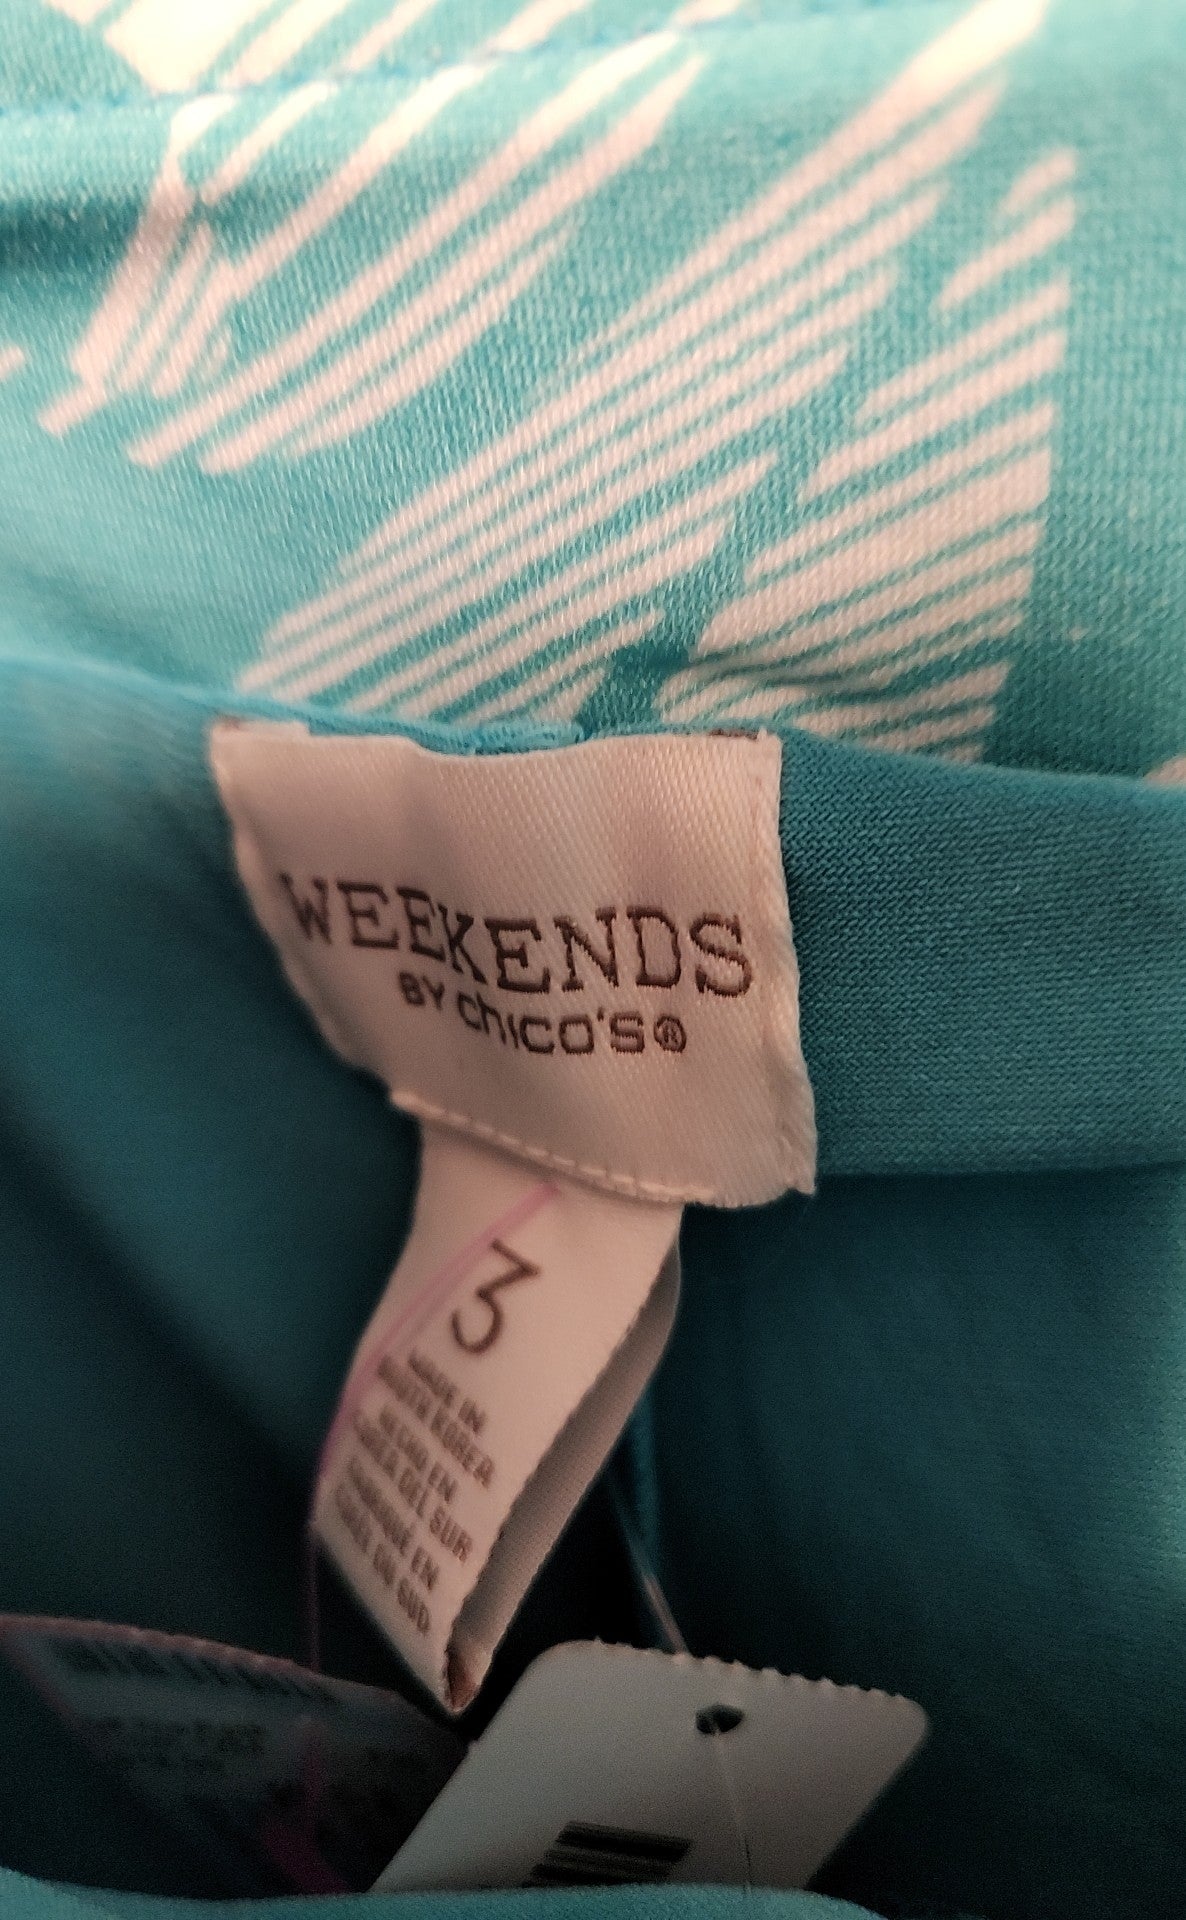 WEEKENDS
BY chico's®
3
MADE IN
SOUTH KOREA
HECHO EN
COREA DEL SUR
FABRIQUÉ EN
CORÉE DU SUD